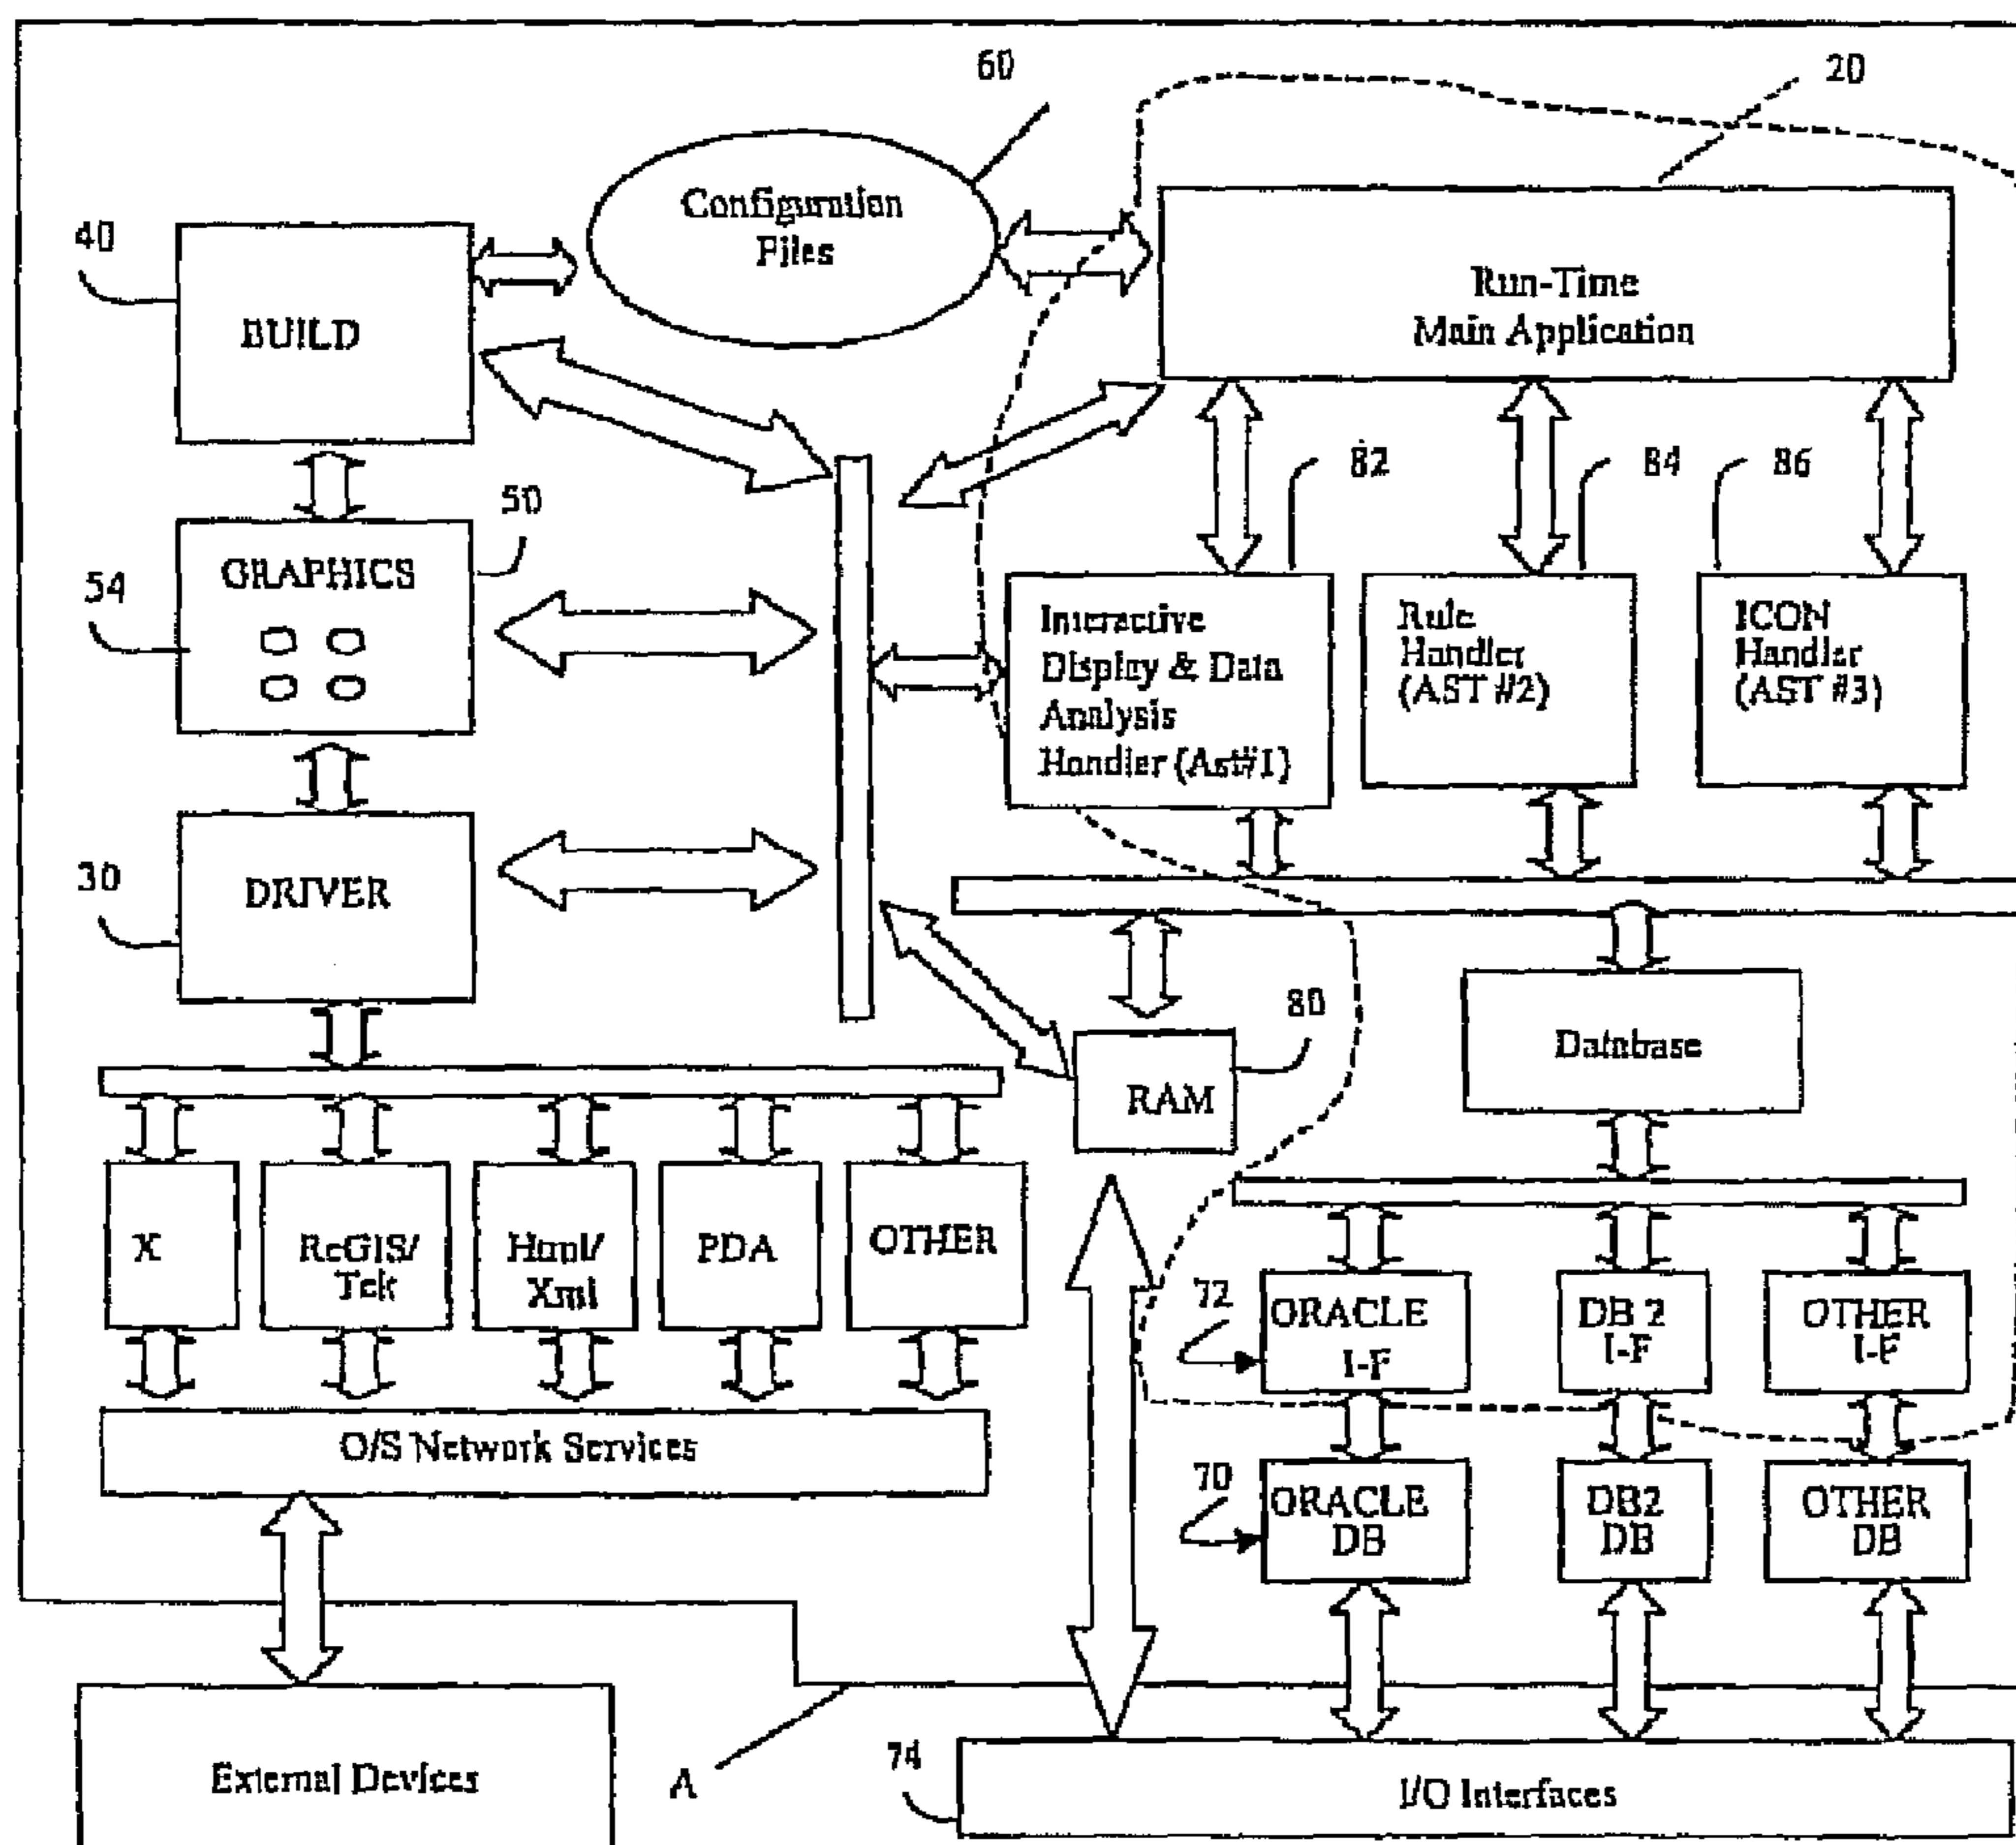 60
20
Configuration
Files
40
BUILD
Run-Time
Main Application
82
84
86
50
GRAPHICS
54
Interactive
Display & Data
Analysis
Handler (Ast#1)
Rule
Handler
(AST #2)
ICON
Handler
(AST #3)
30
DRIVER
80
RAM
Database
X
ReGIS/
Tek
Html/
Xml
PDA
OTHER
72
ORACLE
I-F
DB 2
I-F
OTHER
I-F
O/S Network Services
70
ORACLE
DB
DB2
DB
OTHER
DB
External Devices
A
74
I/O Interfaces